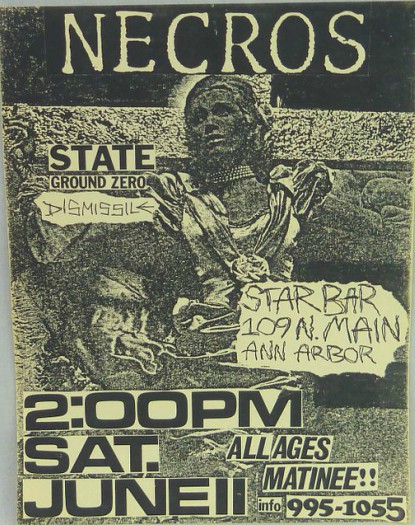 NECROS
STATE
GROUND ZERO
DISMISSILE
STAR BAR
109 N. MAIN
ANN ARBOR
2:00PM
SAT.
JUNE 11
ALL AGES
MATINEE!!
info 995-1055